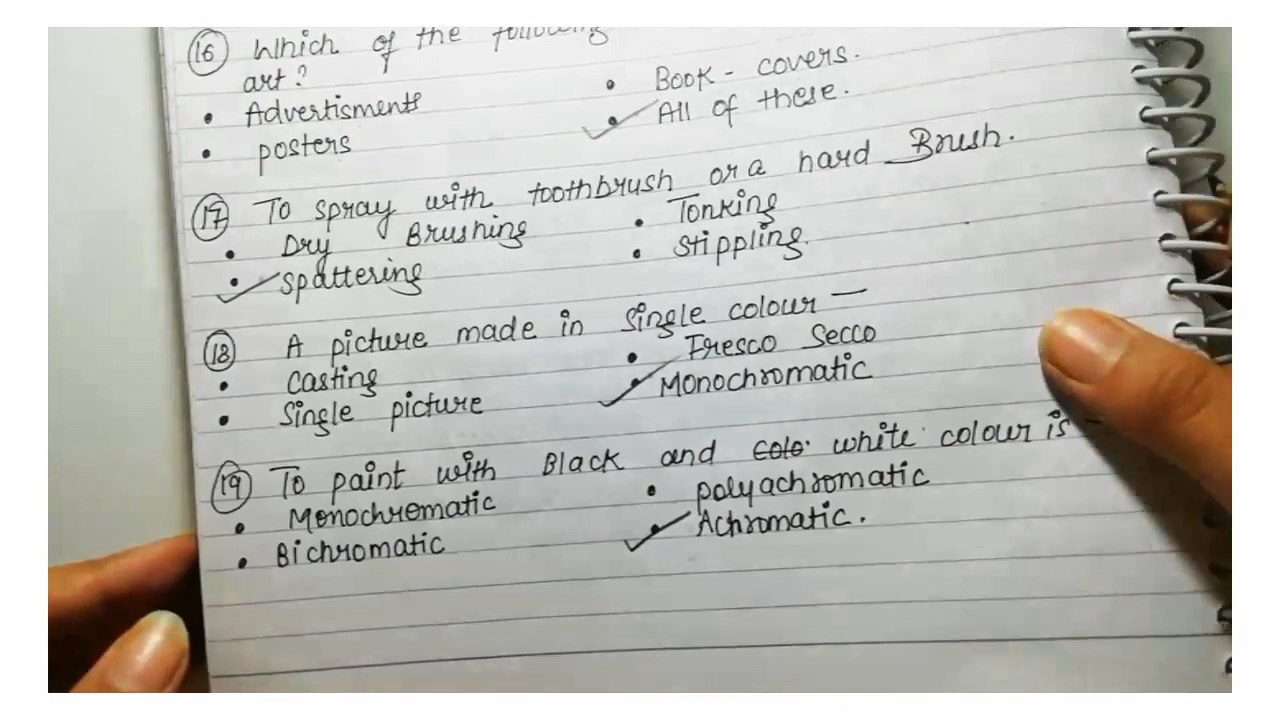 16 Which of the following
art?
• Advertisments
• Book - covers.
• posters
• All of these.
17 To spray with toothbrush or a hard Brush.
• Dry Brushing
• Tonking
• Spattering
• Stippling.
18 A picture made in single colour —
• Casting
• Fresco Secco
• Single picture
• Monochromatic
19 To paint with Black and colo. white colour is -
• Monochromatic
• polyachromatic
• Bichromatic
• Achromatic.